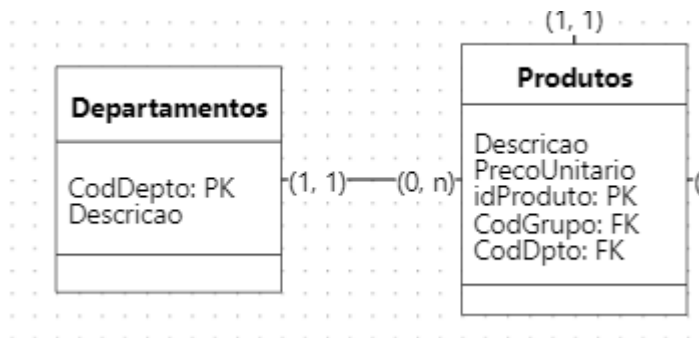 (1, 1)
Produtos
Departamentos
Descricao
PrecoUnitario
idProduto: PK
CodGrupo: FK
CodDpto: FK
CodDepto: PK
Descricao
(1, 1)
(0, n)
(